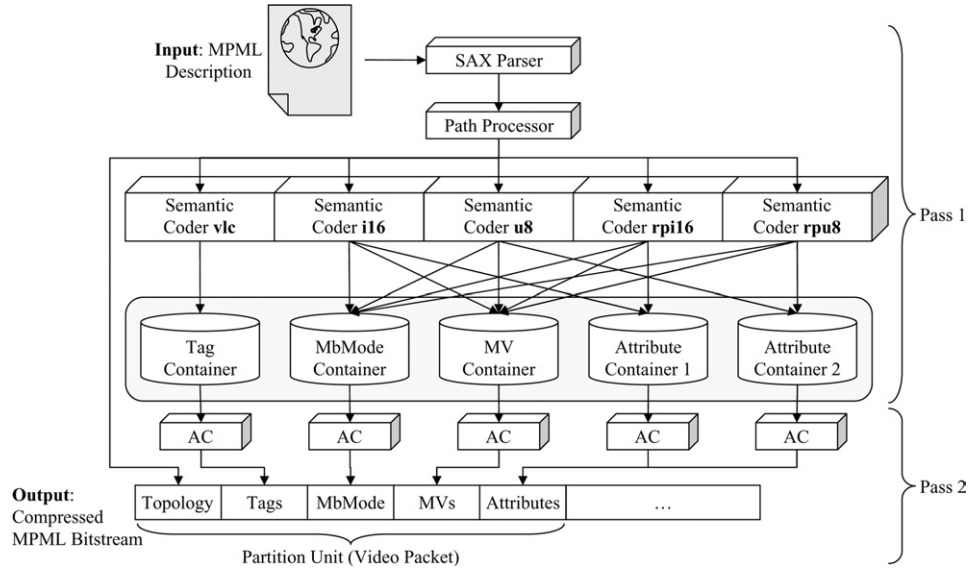 Input: MPML
Description
SAX Parser
Path Processor
Semantic
Coder vlc
Semantic
Coder i16
Semantic
Coder u8
Semantic
Coder rpi16
Semantic
Coder rpu8
Pass 1
Tag
Container
MbMode
Container
MV
Container
Attribute
Container 1
Attribute
Container 2
AC
AC
AC
AC
AC
Pass 2
Output:
Compressed
MPML Bitstream
Topology
Tags
MbMode
MVs
Attributes
…
Partition Unit (Video Packet)